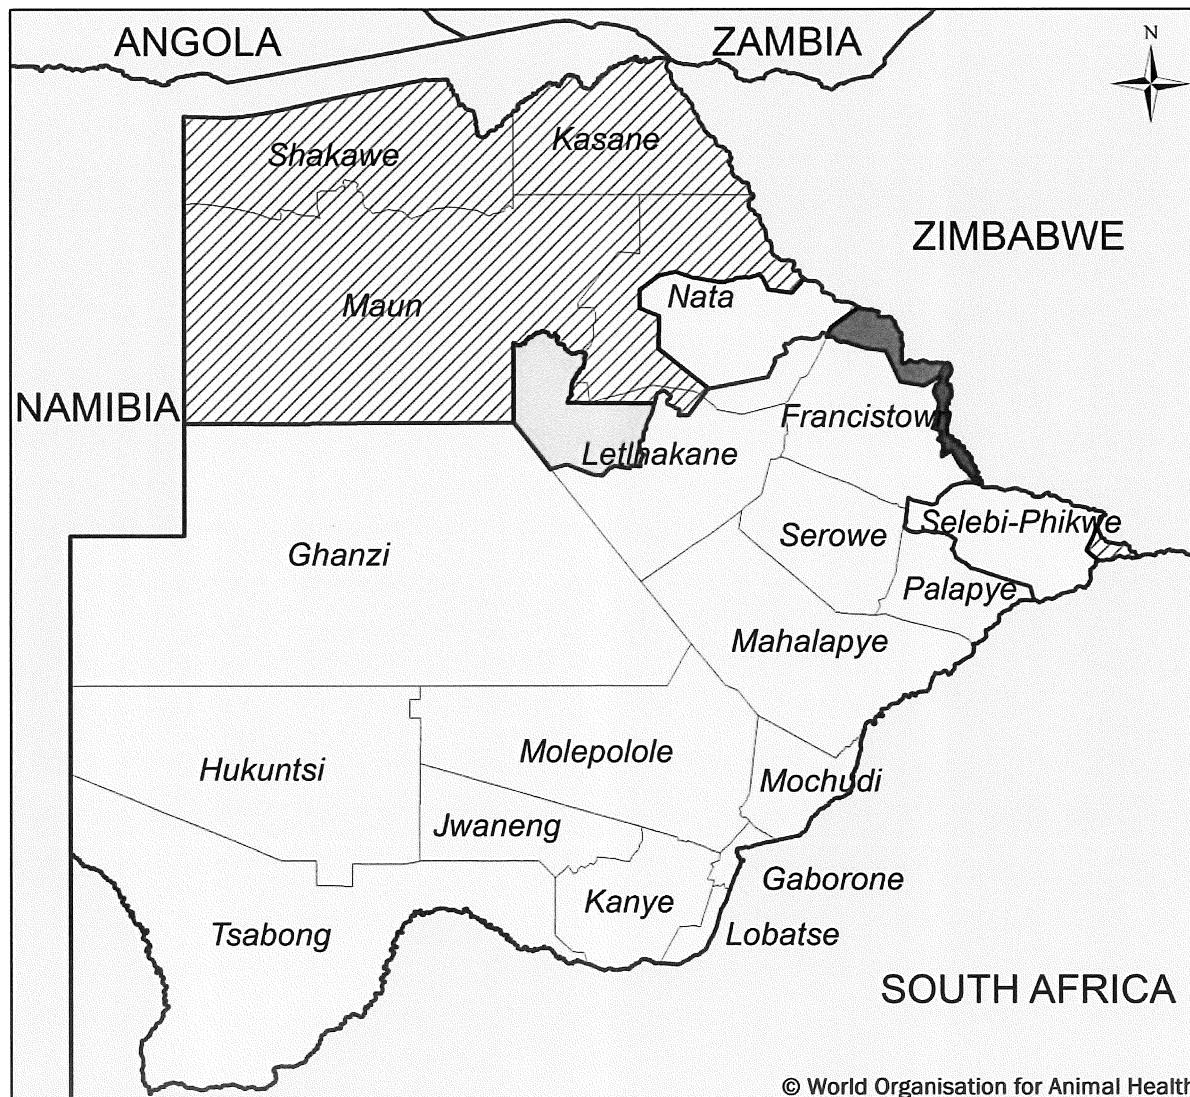 ANGOLA
ZAMBIA
N
Shakawe
Kasane
ZIMBABWE
Maun
Nata
NAMIBIA
Francistown
Letlhakane
Selebi-Phikwe
Serowe
Ghanzi
Palapye
Mahalapye
Molepolole
Hukuntsi
Mochudi
Jwaneng
Gaborone
Kanye
Tsabong
Lobatse
SOUTH AFRICA
© World Organisation for Animal Health